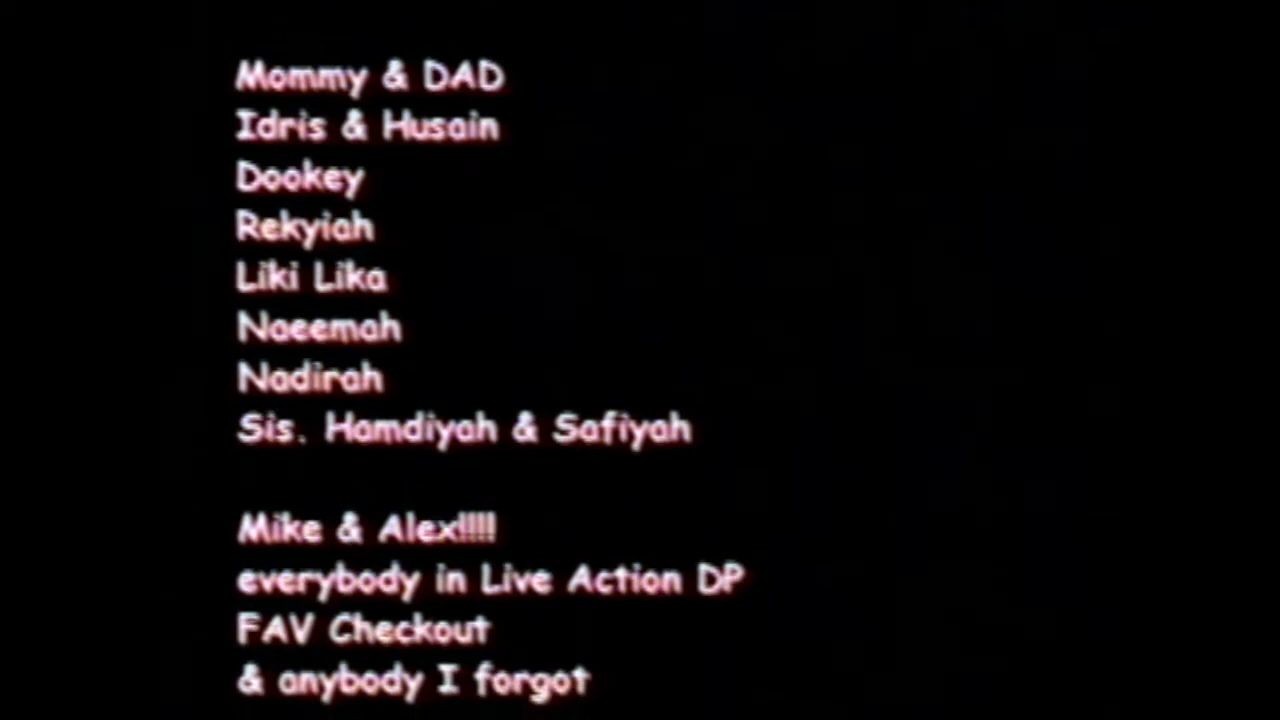 Mommy & DAD
Idris & Husain
Dookey
Rekyiah
Liki Lika
Naeemah
Nadirah
Sis. Hamdiyah & Safiyah
Mike & Alex!!!!
everybody in Live Action DP
FAV Checkout
& anybody I forgot